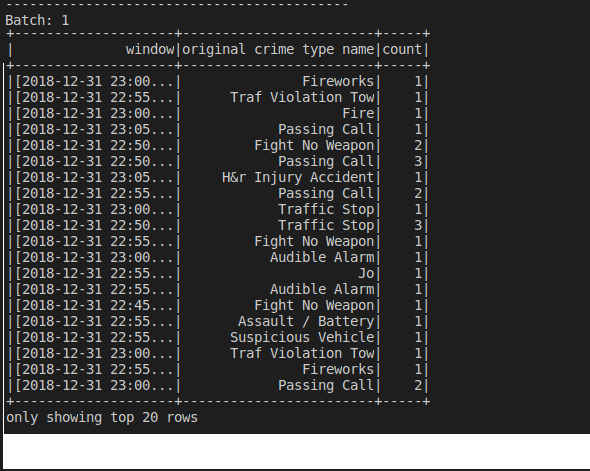 -------------------------------------------
Batch: 1
+--------------------+------------------------+-----+
|              window|original crime type name|count|
+--------------------+------------------------+-----+
|[2018-12-31 23:00...|               Fireworks|    1|
|[2018-12-31 22:55...|      Traf Violation Tow|    1|
|[2018-12-31 23:00...|                    Fire|    1|
|[2018-12-31 23:05...|            Passing Call|    1|
|[2018-12-31 22:50...|         Fight No Weapon|    2|
|[2018-12-31 22:50...|            Passing Call|    3|
|[2018-12-31 23:05...|     H&r Injury Accident|    1|
|[2018-12-31 22:55...|            Passing Call|    2|
|[2018-12-31 23:00...|            Traffic Stop|    1|
|[2018-12-31 22:50...|            Traffic Stop|    3|
|[2018-12-31 22:55...|         Fight No Weapon|    1|
|[2018-12-31 23:00...|           Audible Alarm|    1|
|[2018-12-31 22:55...|                      Jo|    1|
|[2018-12-31 22:55...|           Audible Alarm|    1|
|[2018-12-31 22:45...|         Fight No Weapon|    1|
|[2018-12-31 22:55...|       Assault / Battery|    1|
|[2018-12-31 22:55...|      Suspicious Vehicle|    1|
|[2018-12-31 23:00...|      Traf Violation Tow|    1|
|[2018-12-31 22:55...|               Fireworks|    1|
|[2018-12-31 23:00...|            Passing Call|    2|
+--------------------+------------------------+-----+
only showing top 20 rows